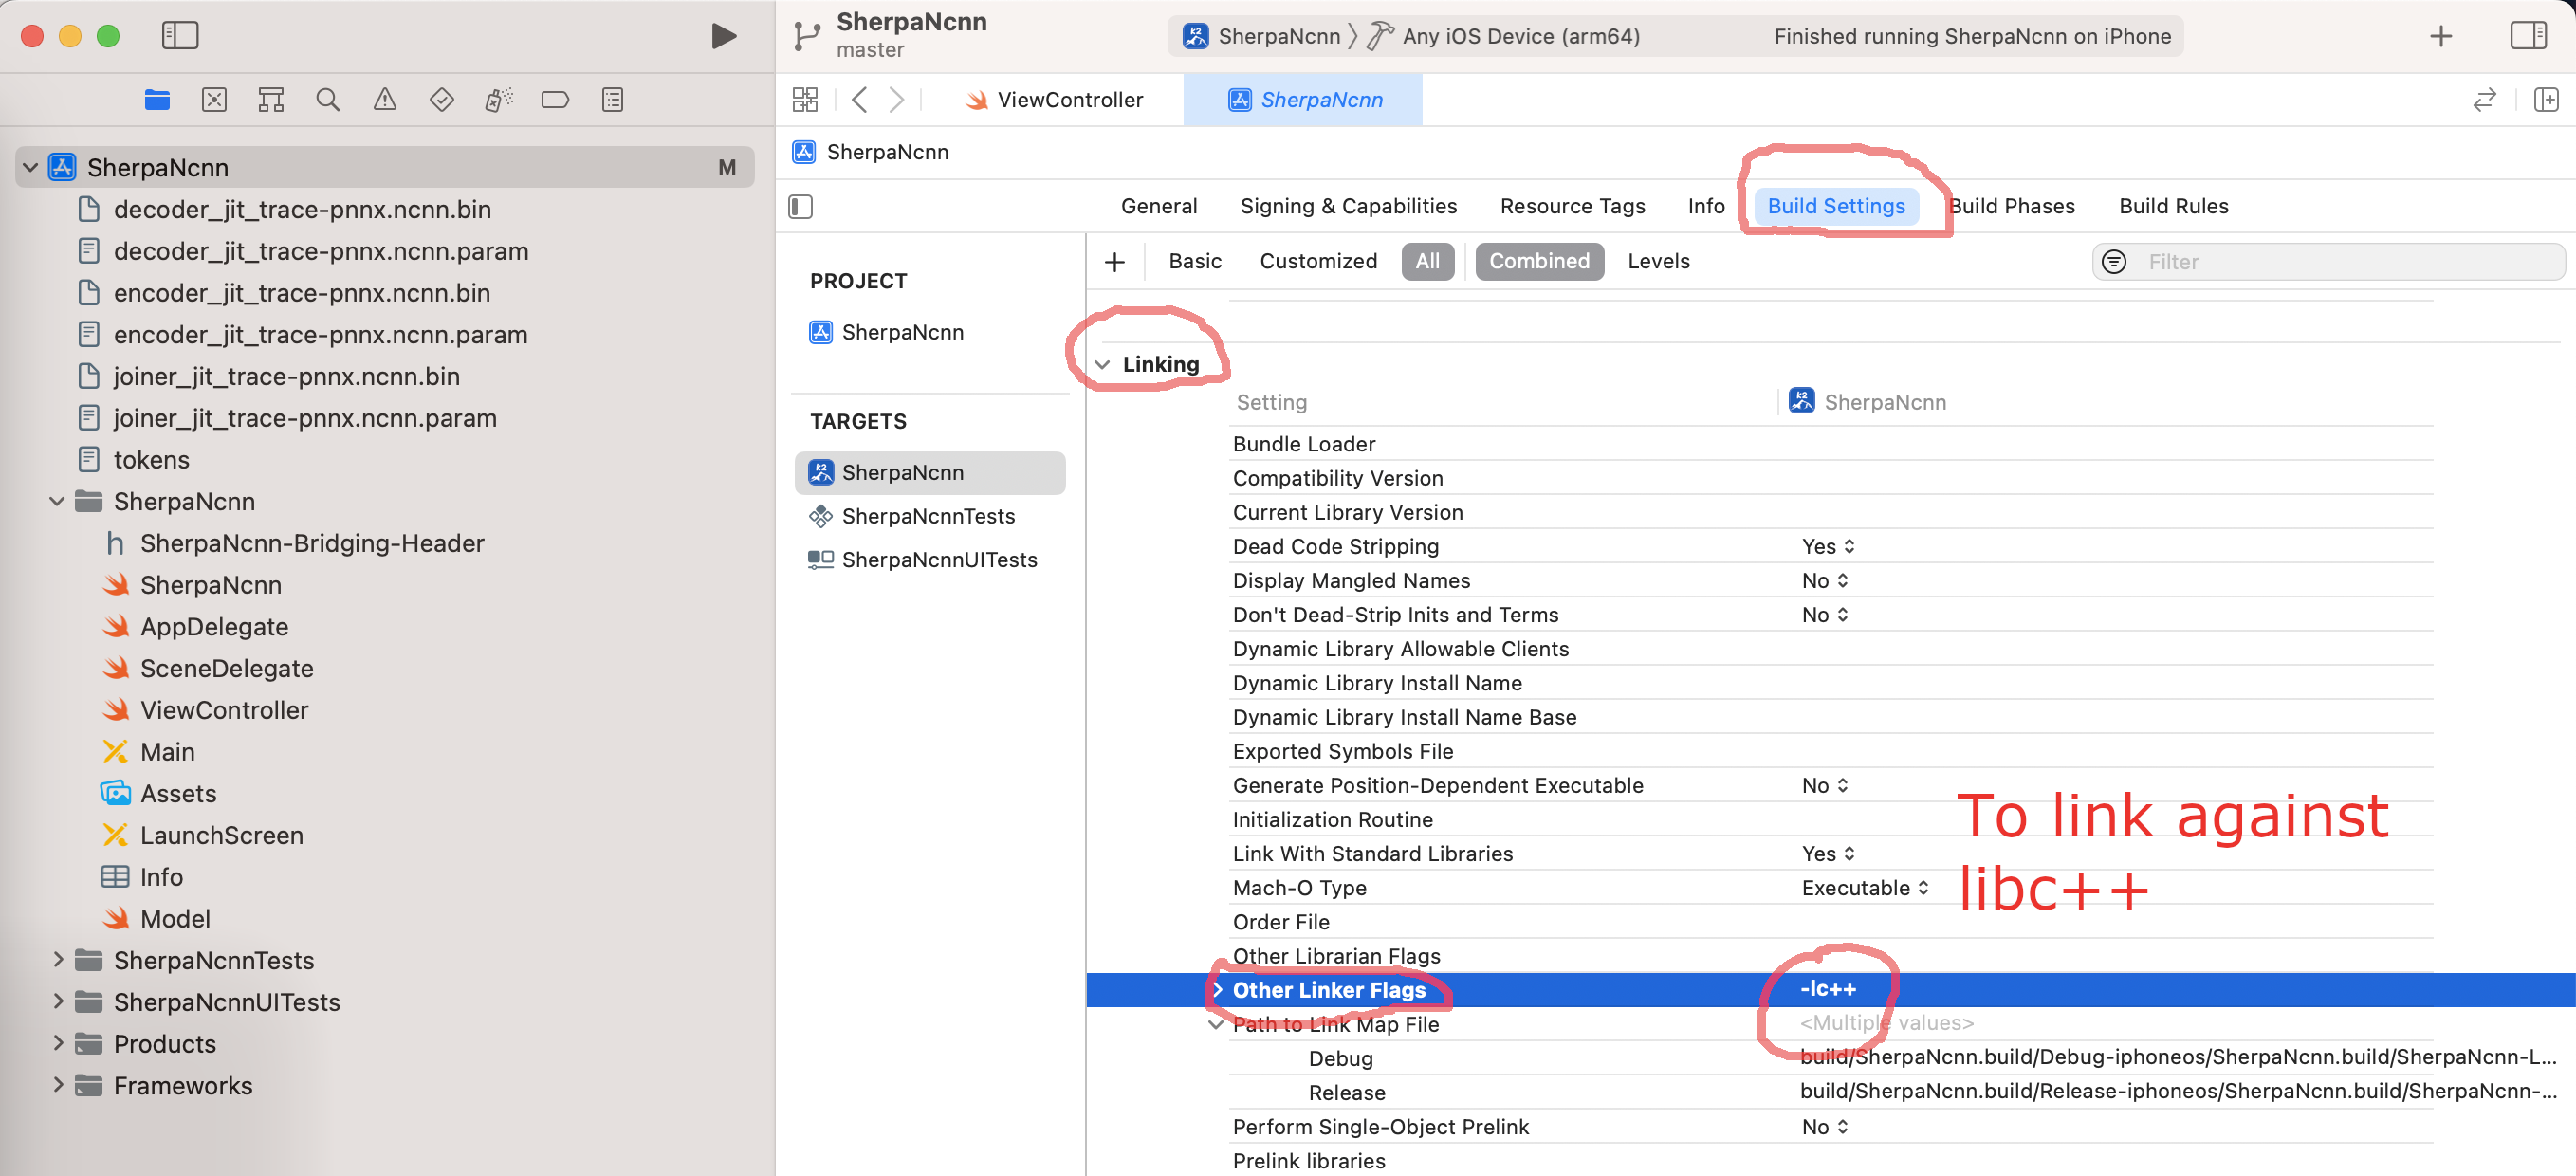 SherpaNcnn
master
SherpaNcnn
Any iOS Device (arm64)
Finished running SherpaNcnn on iPhone
ViewController
SherpaNcnn
SherpaNcnn M
decoder_jit_trace-pnnx.ncnn.bin
decoder_jit_trace-pnnx.ncnn.param
encoder_jit_trace-pnnx.ncnn.bin
encoder_jit_trace-pnnx.ncnn.param
joiner_jit_trace-pnnx.ncnn.bin
joiner_jit_trace-pnnx.ncnn.param
tokens
SherpaNcnn
h SherpaNcnn-Bridging-Header
SherpaNcnn
AppDelegate
SceneDelegate
ViewController
Main
Assets
LaunchScreen
Info
Model
SherpaNcnnTests
SherpaNcnnUITests
Products
Frameworks
SherpaNcnn
General Signing & Capabilities Resource Tags Info Build Settings Build Phases Build Rules
PROJECT
SherpaNcnn
TARGETS
k2 SherpaNcnn
SherpaNcnnTests
SherpaNcnnUITests
+ Basic Customized All Combined Levels Filter
Linking
Setting k2 SherpaNcnn
Bundle Loader
Compatibility Version
Current Library Version
Dead Code Stripping Yes
Display Mangled Names No
Don't Dead-Strip Inits and Terms No
Dynamic Library Allowable Clients
Dynamic Library Install Name
Dynamic Library Install Name Base
Exported Symbols File
Generate Position-Dependent Executable No
Initialization Routine
Link With Standard Libraries Yes
Mach-O Type Executable
Order File
Other Librarian Flags
Other Linker Flags -lc++
Path to Link Map File <Multiple values>
Debug build/SherpaNcnn.build/Debug-iphoneos/SherpaNcnn.build/SherpaNcnn-L...
Release build/SherpaNcnn.build/Release-iphoneos/SherpaNcnn.build/SherpaNcnn-...
Perform Single-Object Prelink No
Prelink libraries
To link against
libc++